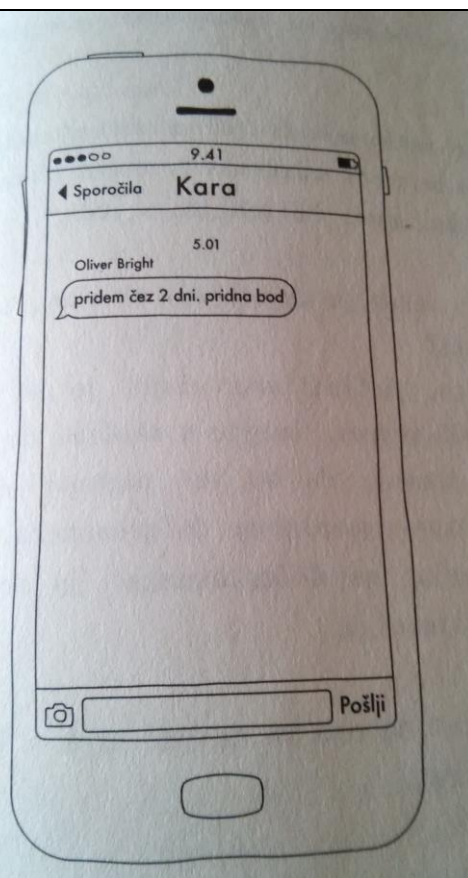 9.41
Sporočila Kara
5.01
Oliver Bright
pridem čez 2 dni. pridna bod
Pošlji